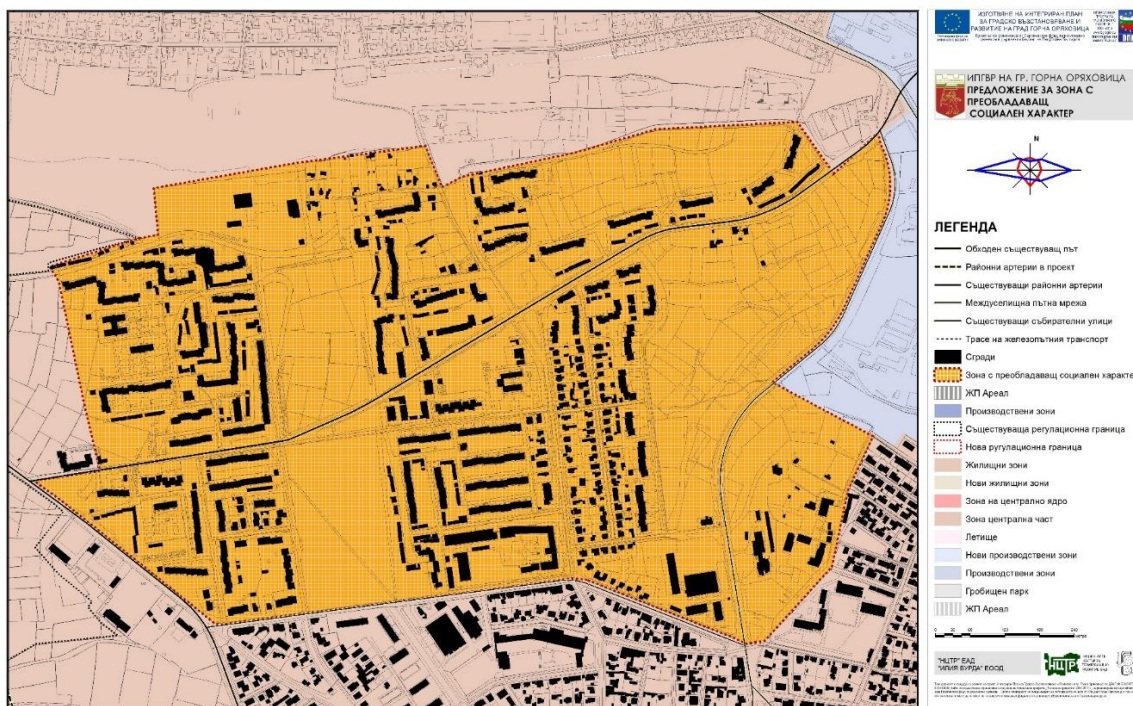 ИЗГОТВЯНЕ НА ИНТЕГРИРАН ПЛАН
ЗА ГРАДСКО ВЪЗСТАНОВЯВАНЕ И
РАЗВИТИЕ НА ГРАД ГОРНА ОРЯХОВИЦА
ИПГВР НА ГР. ГОРНА ОРЯХОВИЦА
ПРЕДЛОЖЕНИЕ ЗА ЗОНА С
ПРЕОБЛАДАВАЩ
СОЦИАЛЕН ХАРАКТЕР
N
ЛЕГЕНДА
Обходен съществуващ път
Районни артерии в проект
Съществуващи районни артерии
Междуселищна пътна мрежа
Съществуващи събирателни улици
Трасе на железопътния транспорт
Сгради
Зона с преобладаващ социален характе
ЖП Ареал
Производствени зони
Съществуваща регулационна граница
Нова ругулационна граница
Жилищни зони
Нови жилищни зони
Зона на централно ядро
Зона централна част
Летище
Нови производствени зони
Производствени зони
Гробищен парк
ЖП Ареал
"НЦТР" ЕАД
"ИЛИЯ БУРДА" ЕООД
НЦТР